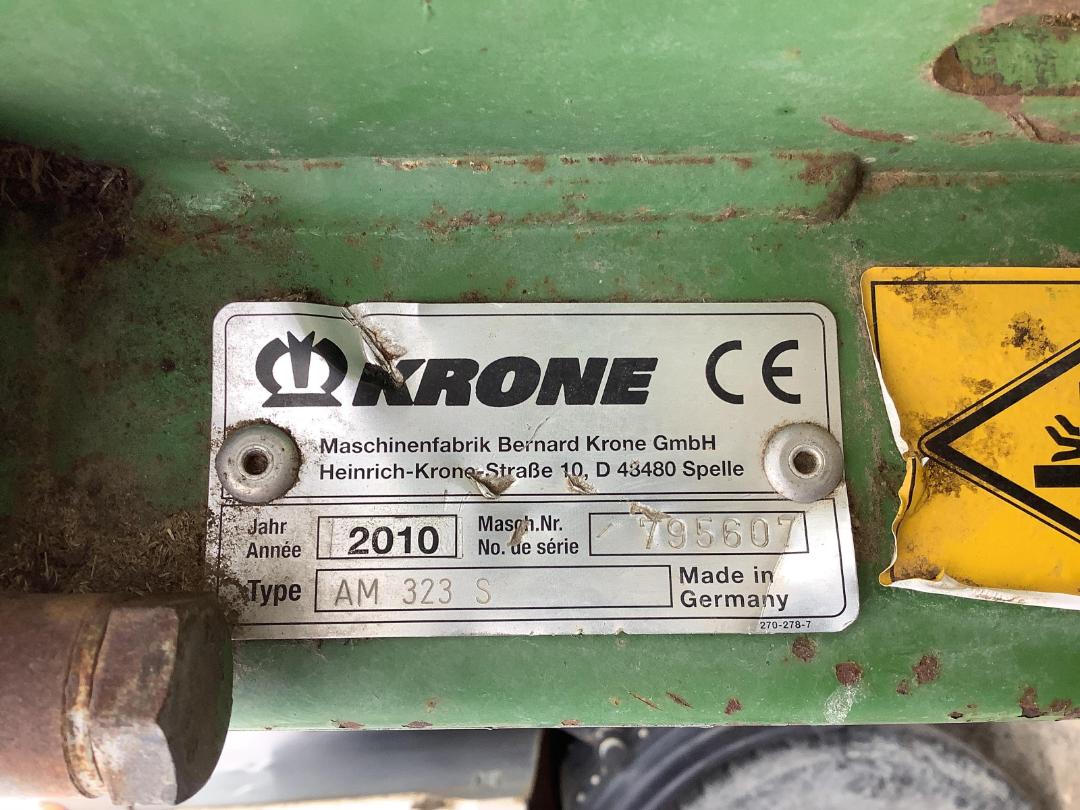 KRONE CE
Maschinenfabrik Bernard Krone GmbH
Heinrich-Krone-Straße 10, D 48480 Spelle
Jahr
Année
2010
Masch.Nr.
No. de série
795607
Type
AM 323 S
Made in
Germany
270-278-7